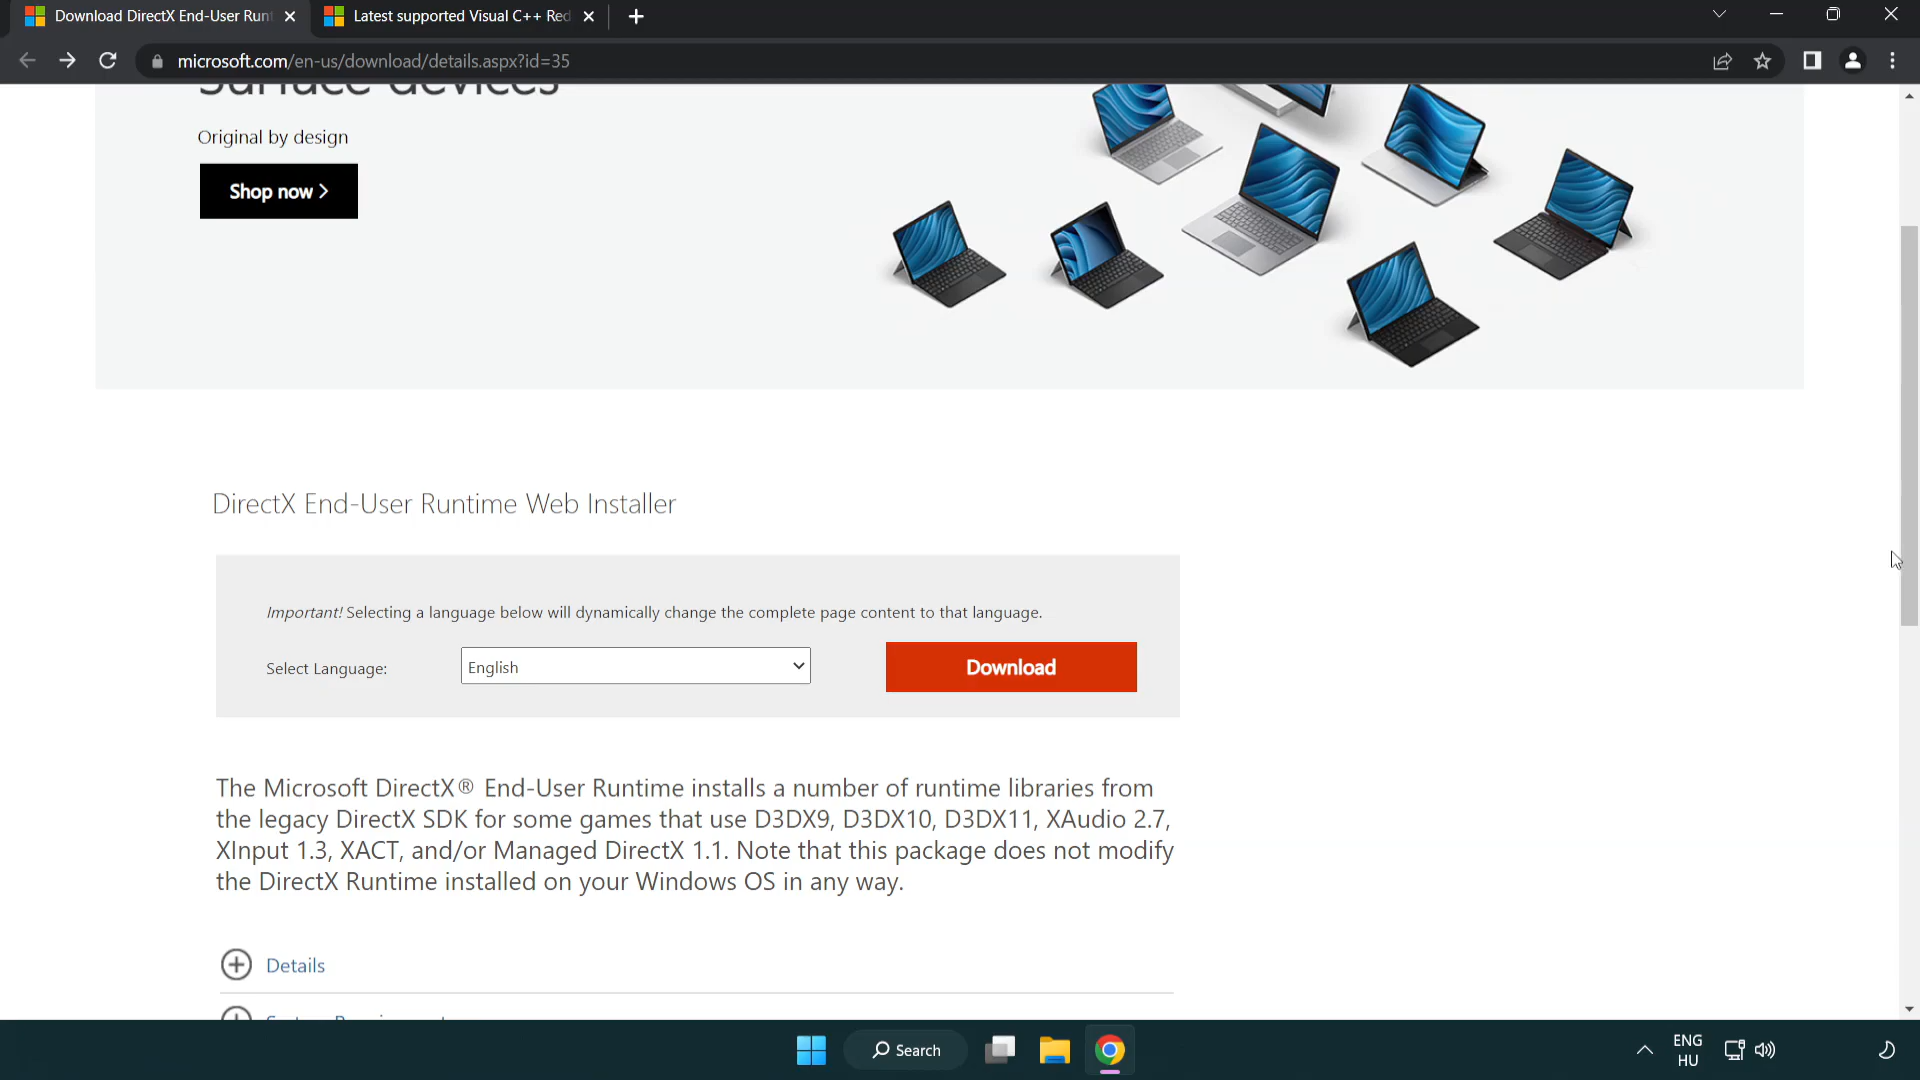 Download DirectX End-User Runt
Latest supported Visual C++ Red
microsoft.com/en-us/download/details.aspx?id=35
Surface devices
Original by design
Shop now >
DirectX End-User Runtime Web Installer
Important! Selecting a language below will dynamically change the complete page content to that language.
Select Language:
English
Download
The Microsoft DirectX® End-User Runtime installs a number of runtime libraries from
the legacy DirectX SDK for some games that use D3DX9, D3DX10, D3DX11, XAudio 2.7,
XInput 1.3, XACT, and/or Managed DirectX 1.1. Note that this package does not modify
the DirectX Runtime installed on your Windows OS in any way.
Details
Search
ENG
HU